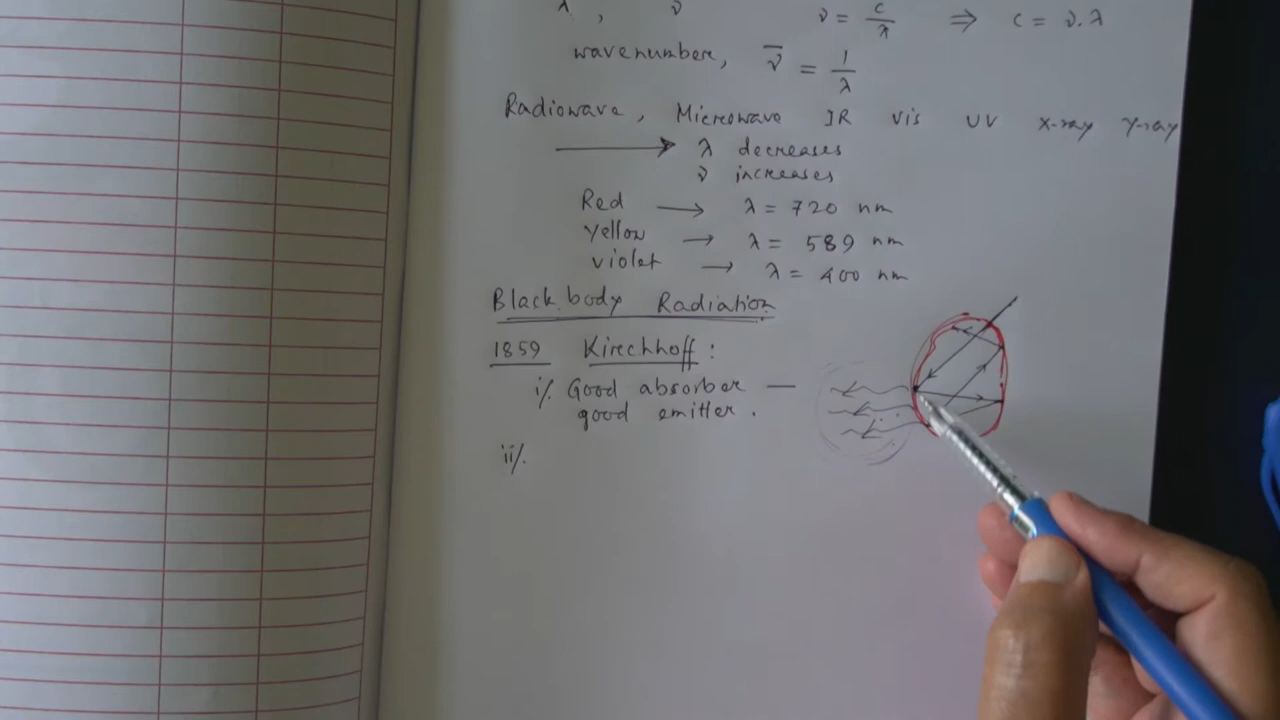 λ , ν ν = c/λ ⇒ c = ν.λ
wavenumber, ν̅ = 1/λ
Radiowave, Microwave IR vis UV X-ray γ-ray
⟶ λ decreases
ν increases
Red → λ = 720 nm
Yellow → λ = 589 nm
violet → λ = 400 nm
Black body Radiation
1859 Kirchhoff :
i/. Good absorber —
good emitter .
ii/.